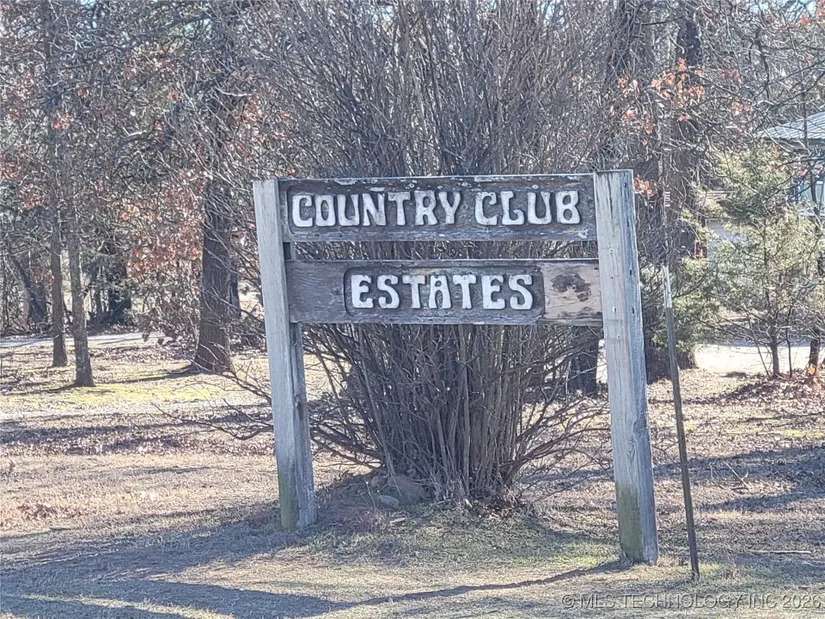 COUNTRY CLUB
ESTATES
©MLS TECHNOLOGY, INC 2026